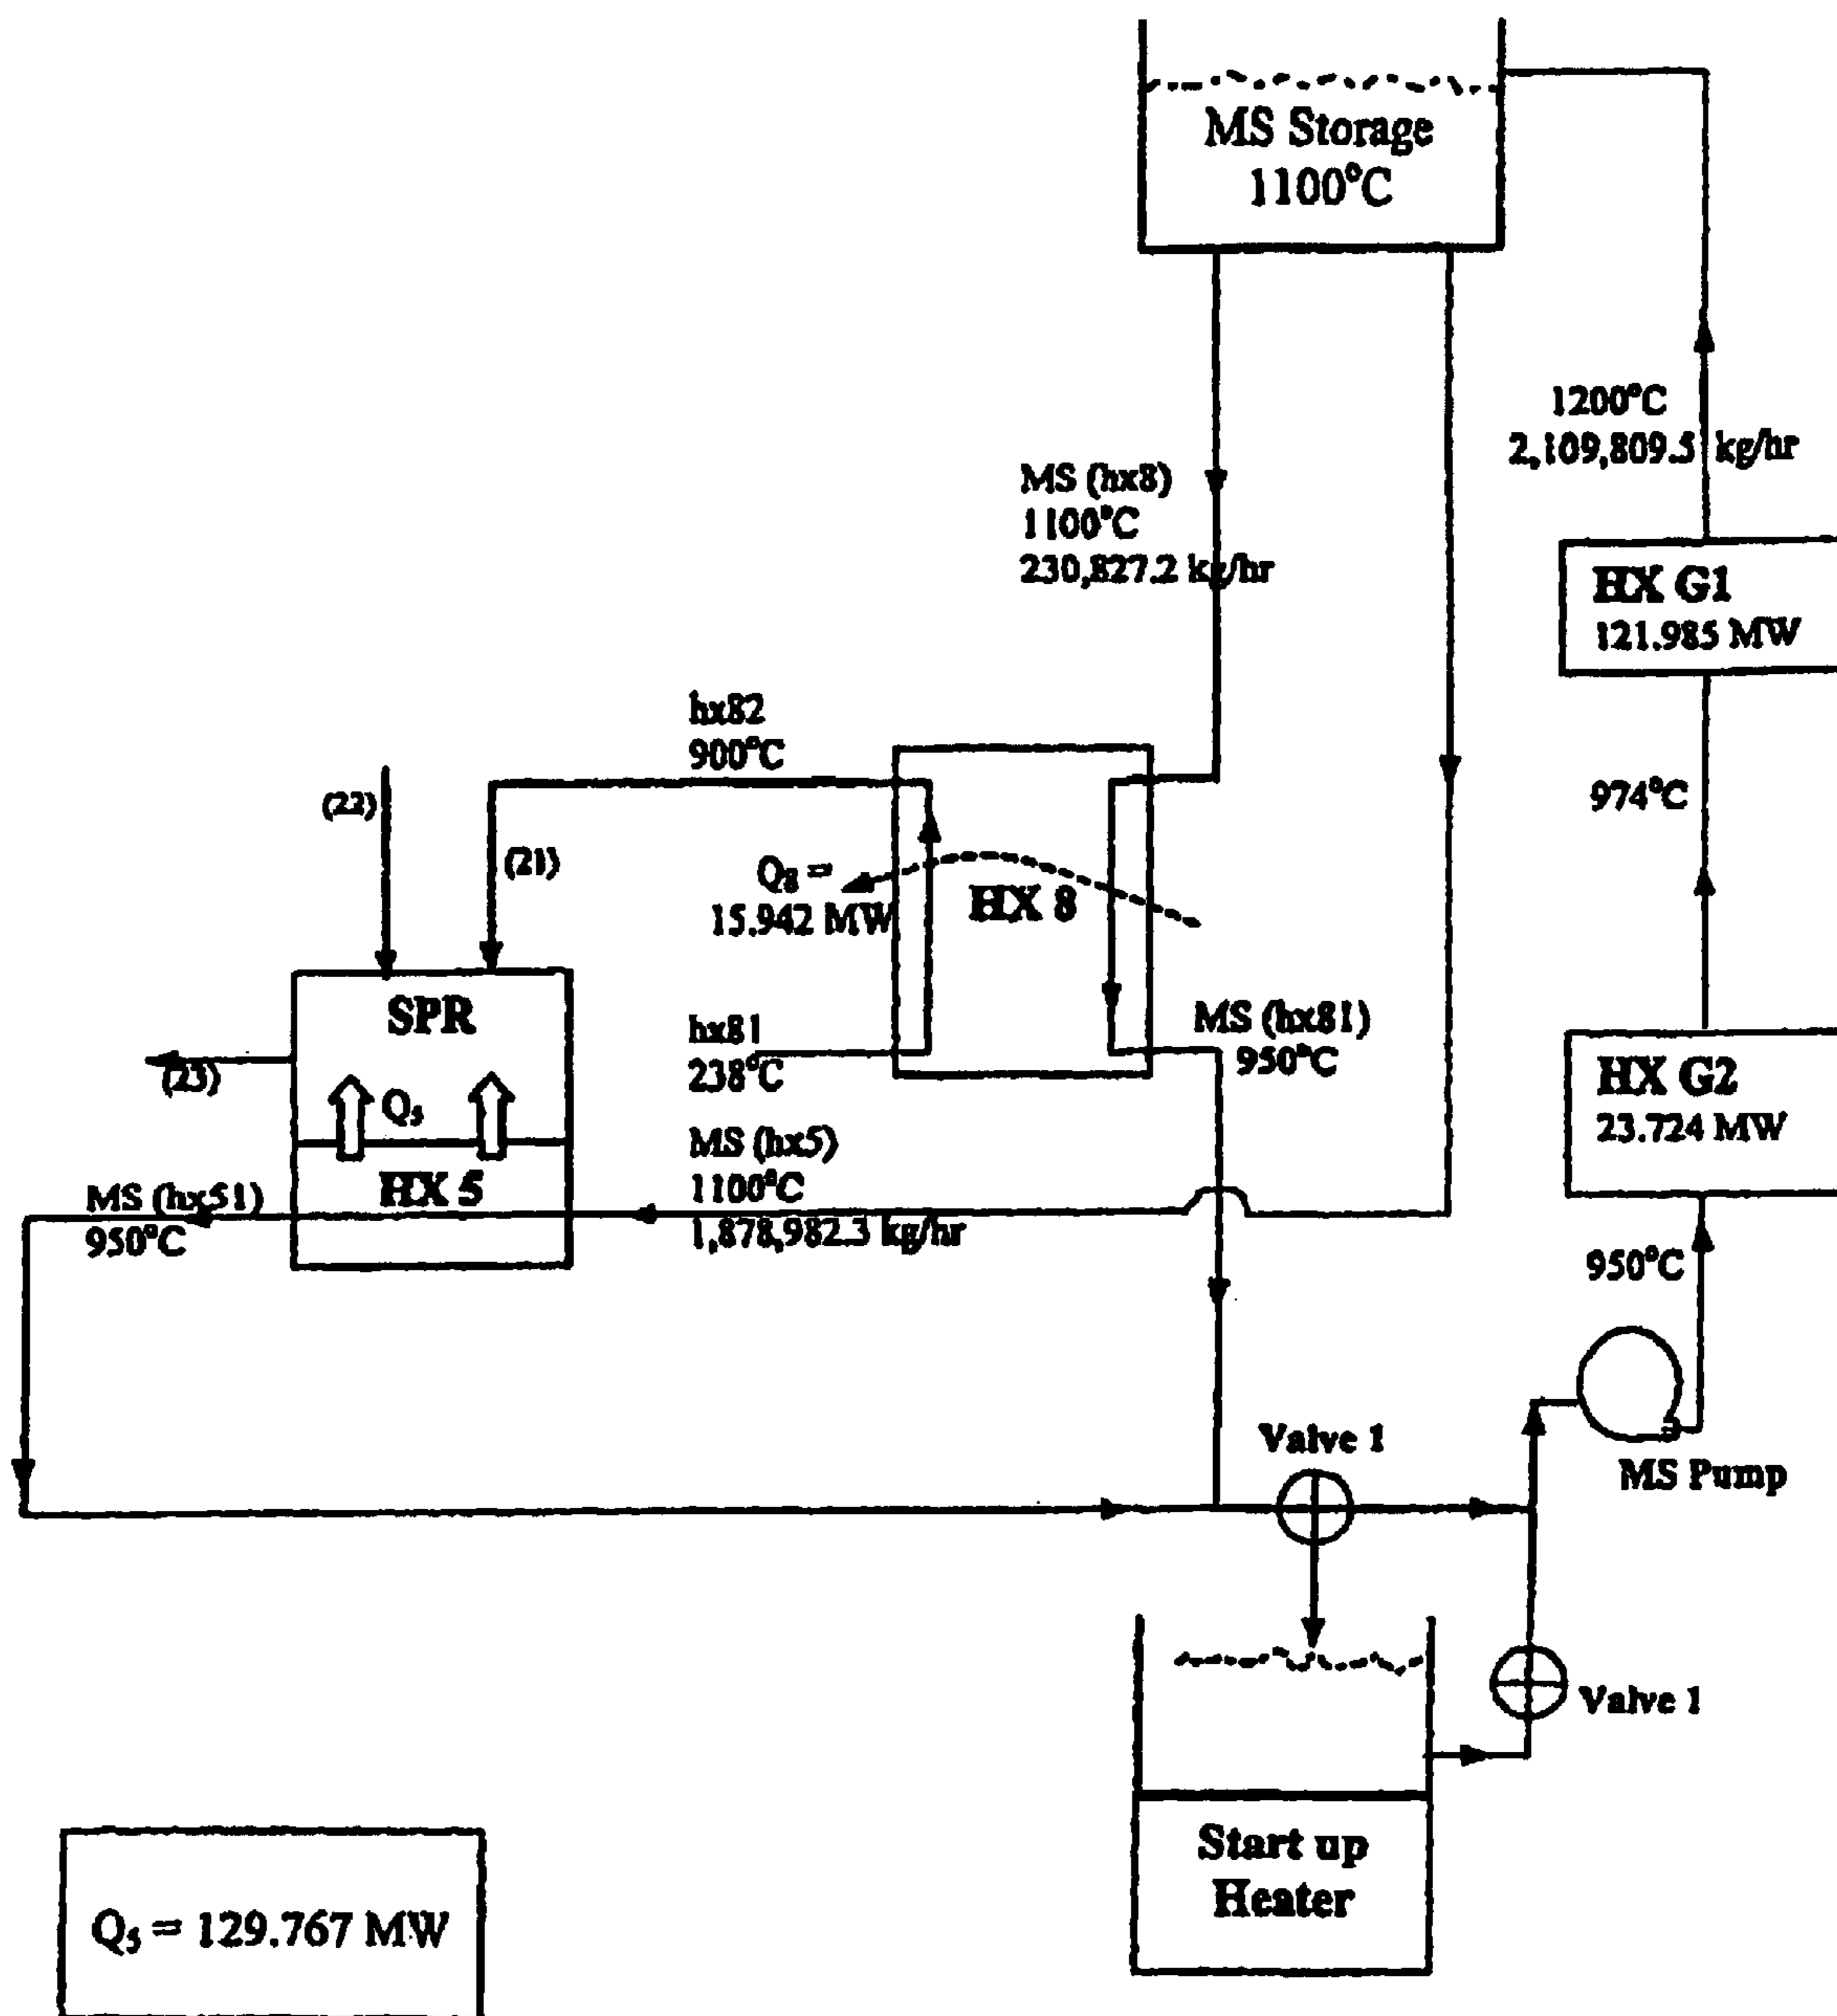 MS Storage
1100°C
1200°C
2,109,809.5 kg/hr
MS (hx8)
1100°C
230,827.2 kg/hr
HX G1
121.985 MW
hx82
900°C
974°C
(22)
(21)
Q8 =
15.942 MW
HX 8
SPR
hx81
238°C
MS (hx81)
950°C
(23)
Q5
HX G2
23.724 MW
MS (hx5)
1100°C
1,878,982.3 kg/hr
HX 5
MS (hx51)
950°C
950°C
Valve 1
MS Pump
Valve 1
Start up
Heater
Q5 = 129.767 MW